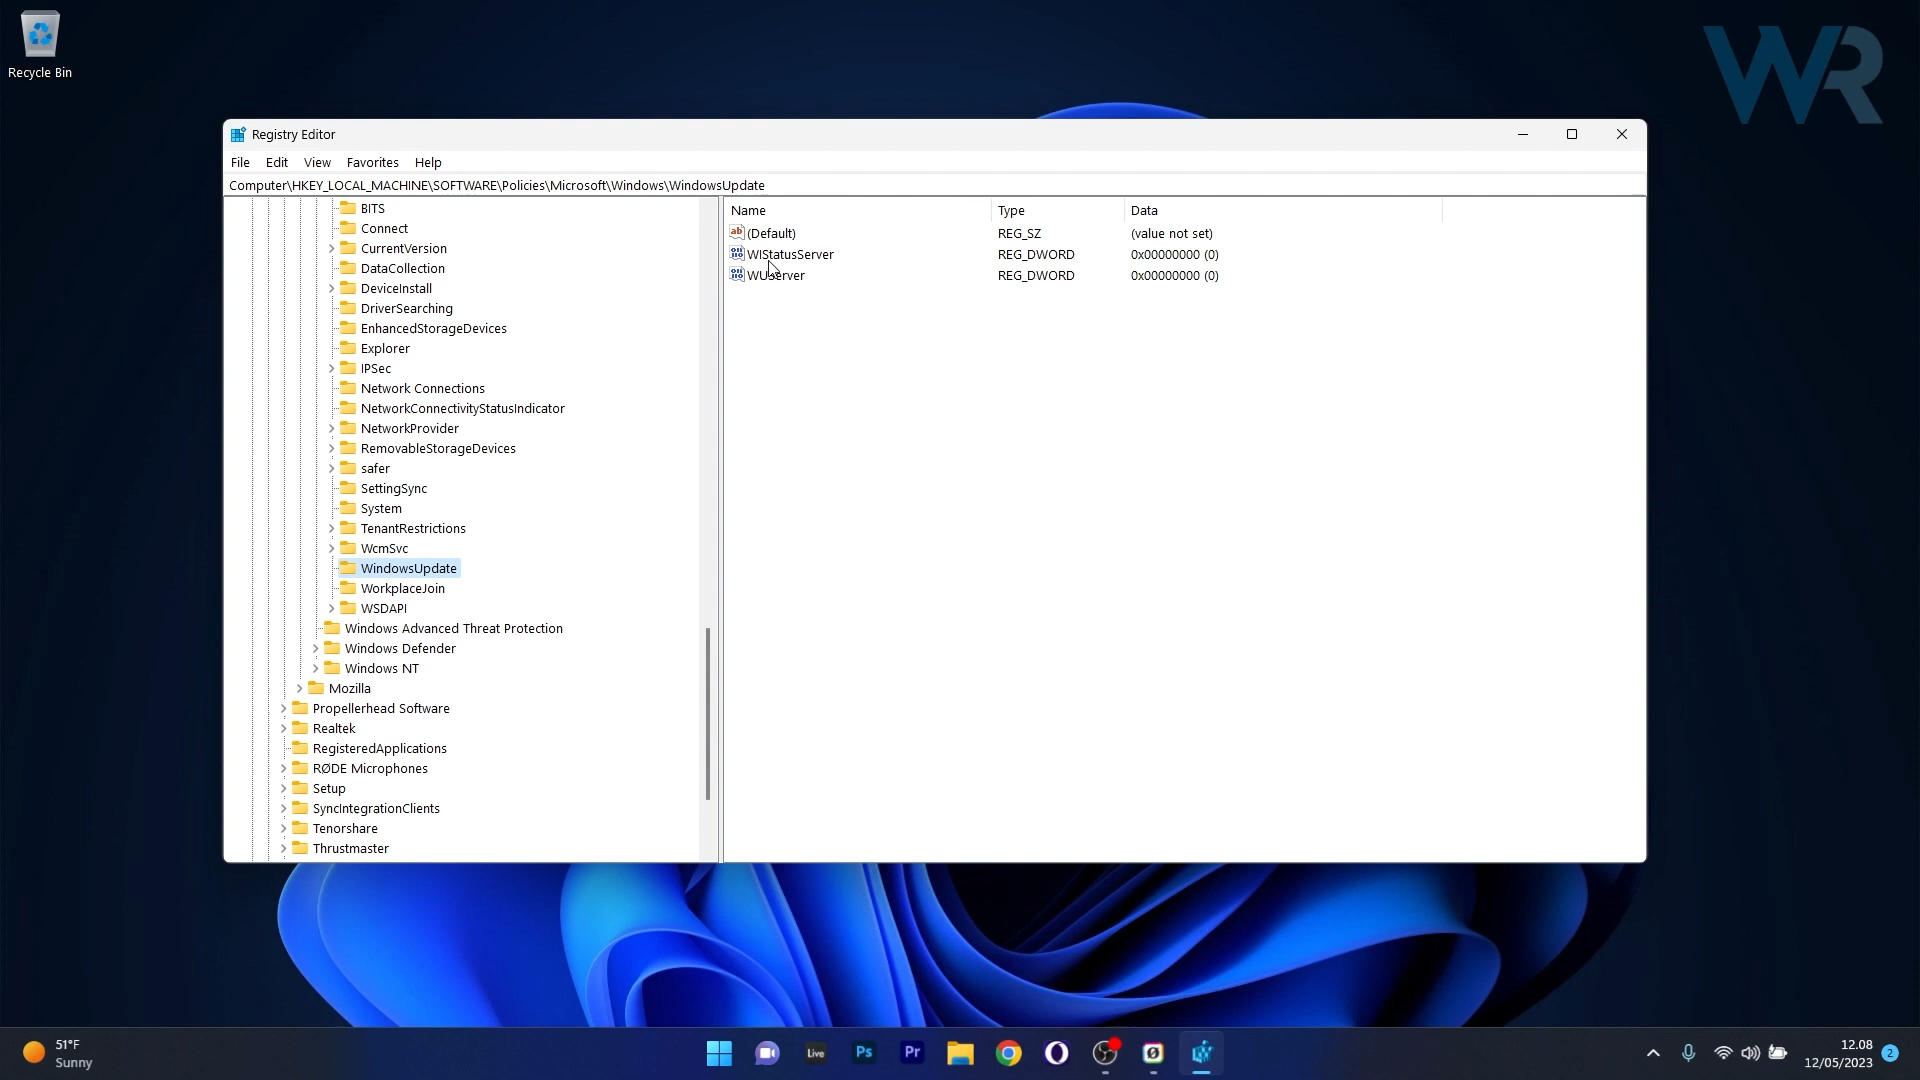 Recycle Bin
WR
Registry Editor
File Edit View Favorites Help
Computer\HKEY_LOCAL_MACHINE\SOFTWARE\Policies\Microsoft\Windows\WindowsUpdate
BITS
Connect
CurrentVersion
DataCollection
DeviceInstall
DriverSearching
EnhancedStorageDevices
Explorer
IPSec
Network Connections
NetworkConnectivityStatusIndicator
NetworkProvider
RemovableStorageDevices
safer
SettingSync
System
TenantRestrictions
WcmSvc
WindowsUpdate
WorkplaceJoin
WSDAPI
Windows Advanced Threat Protection
Windows Defender
Windows NT
Mozilla
Propellerhead Software
Realtek
RegisteredApplications
RØDE Microphones
Setup
SyncIntegrationClients
Tenorshare
Thrustmaster
Name Type Data
(Default) REG_SZ (value not set)
WIStatusServer REG_DWORD 0x00000000 (0)
WUServer REG_DWORD 0x00000000 (0)
51°F
Sunny
Live
Ps
Pr
12.08
12/05/2023
2